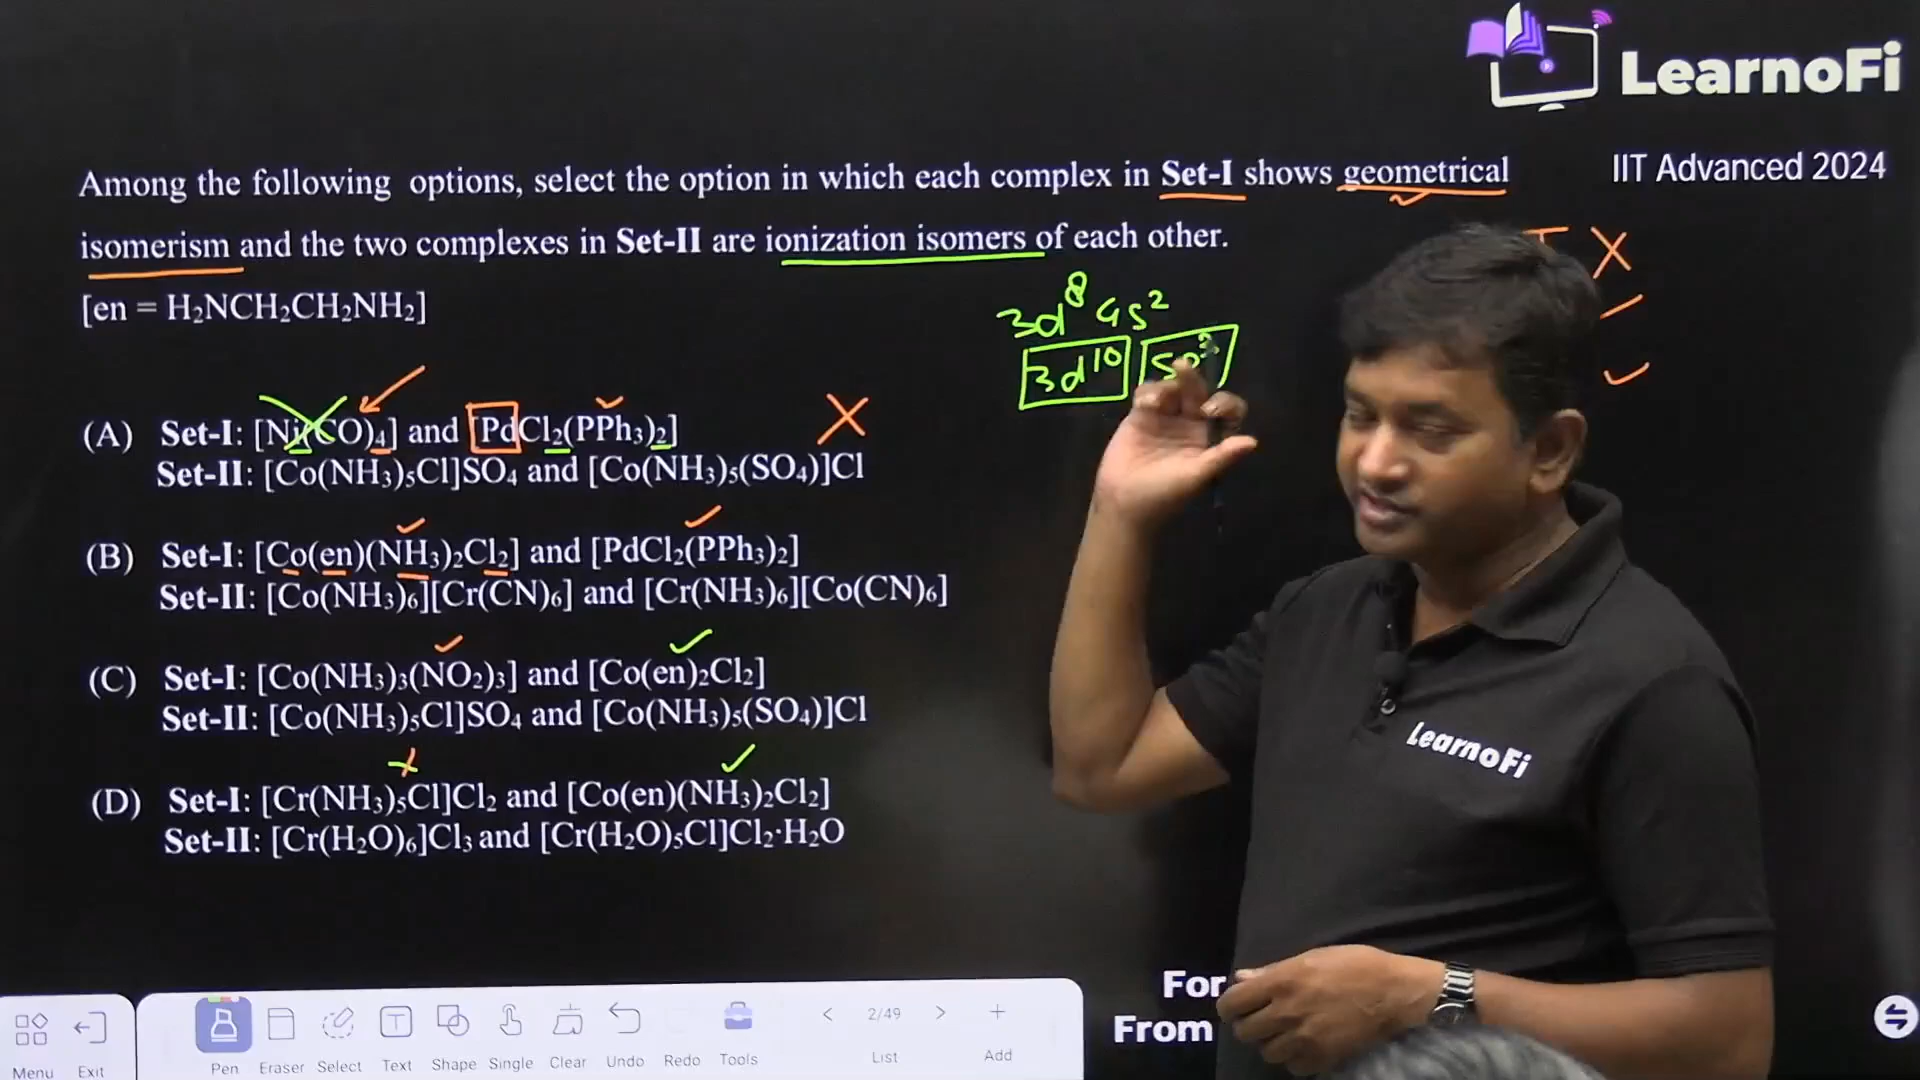 LearnoFi
IIT Advanced 2024
Among the following options, select the option in which each complex in Set-I shows geometrical
isomerism and the two complexes in Set-II are ionization isomers of each other.
[en = H₂NCH₂CH₂NH₂]
3d⁸ 4s²
3d¹⁰ sp³
(A) Set-I: [Ni(CO)₄] and [PdCl₂(PPh₃)₂]
Set-II: [Co(NH₃)₅Cl]SO₄ and [Co(NH₃)₅(SO₄)]Cl
(B) Set-I: [Co(en)(NH₃)₂Cl₂] and [PdCl₂(PPh₃)₂]
Set-II: [Co(NH₃)₆][Cr(CN)₆] and [Cr(NH₃)₆][Co(CN)₆]
(C) Set-I: [Co(NH₃)₃(NO₂)₃] and [Co(en)₂Cl₂]
Set-II: [Co(NH₃)₅Cl]SO₄ and [Co(NH₃)₅(SO₄)]Cl
(D) Set-I: [Cr(NH₃)₅Cl]Cl₂ and [Co(en)(NH₃)₂Cl₂]
Set-II: [Cr(H₂O)₆]Cl₃ and [Cr(H₂O)₅Cl]Cl₂·H₂O
LearnoFi
For
From
Menu Exit Pen Eraser Select Text Shape Single Clear Undo Redo Tools
< 2/49 >
List
+
Add